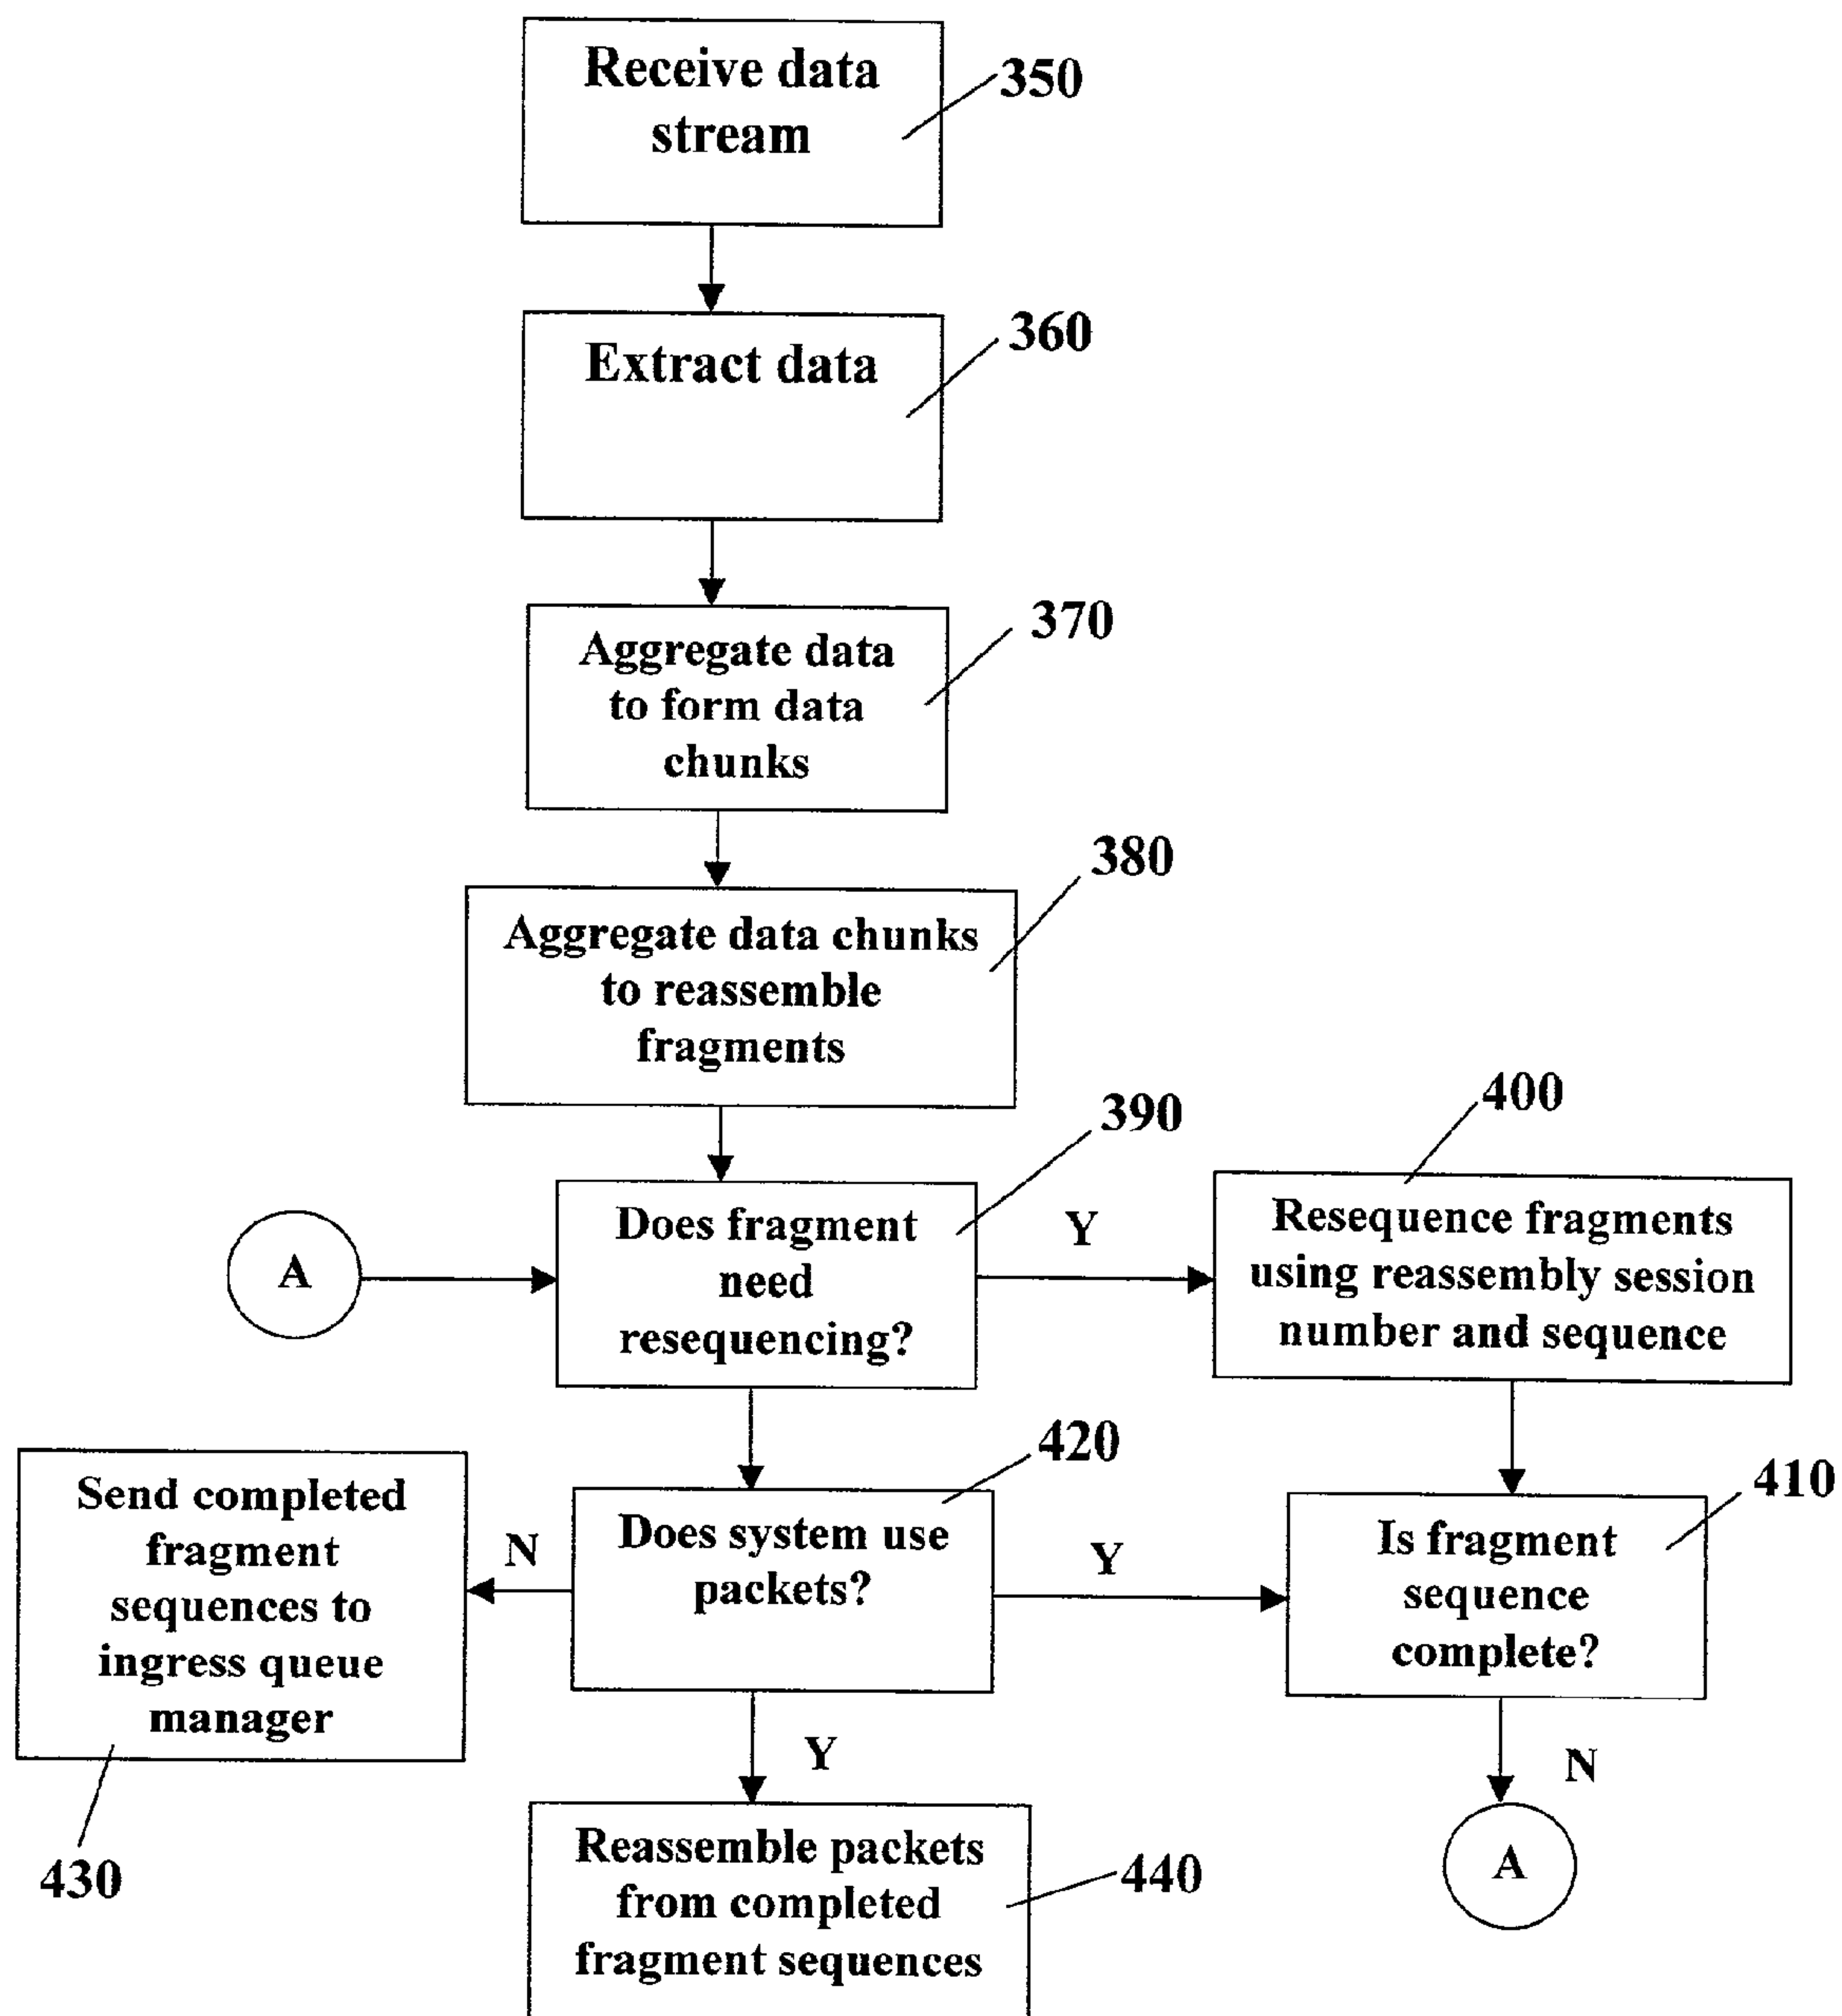 Receive data
stream
350
Extract data
360
Aggregate data
to form data
chunks
370
Aggregate data chunks
to reassemble
fragments
380
A
Does fragment
need
resequencing?
390
Y
Resequence fragments
using reassembly session
number and sequence
400
Send completed
fragment
sequences to
ingress queue
manager
430
N
Does system use
packets?
420
Y
Is fragment
sequence
complete?
410
Y
N
Reassemble packets
from completed
fragment sequences
440
A